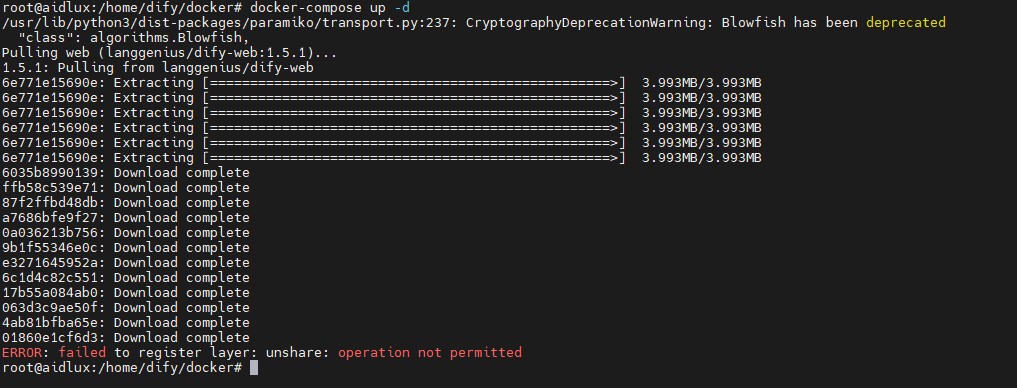 root@aidlux:/home/dify/docker# docker-compose up -d
/usr/lib/python3/dist-packages/paramiko/transport.py:237: CryptographyDeprecationWarning: Blowfish has been deprecated
  "class": algorithms.Blowfish,
Pulling web (langgenius/dify-web:1.5.1)...
1.5.1: Pulling from langgenius/dify-web
6e771e15690e: Extracting [==================================================>]  3.993MB/3.993MB
6e771e15690e: Extracting [==================================================>]  3.993MB/3.993MB
6e771e15690e: Extracting [==================================================>]  3.993MB/3.993MB
6e771e15690e: Extracting [==================================================>]  3.993MB/3.993MB
6e771e15690e: Extracting [==================================================>]  3.993MB/3.993MB
6e771e15690e: Extracting [==================================================>]  3.993MB/3.993MB
6035b8990139: Download complete
ffb58c539e71: Download complete
87f2ffbd48db: Download complete
a7686bfe9f27: Download complete
0a036213b756: Download complete
9b1f55346e0c: Download complete
e3271645952a: Download complete
6c1d4c82c551: Download complete
17b55a084ab0: Download complete
063d3c9ae50f: Download complete
4ab81bfba65e: Download complete
01860e1cf6d3: Download complete
ERROR: failed to register layer: unshare: operation not permitted
root@aidlux:/home/dify/docker#